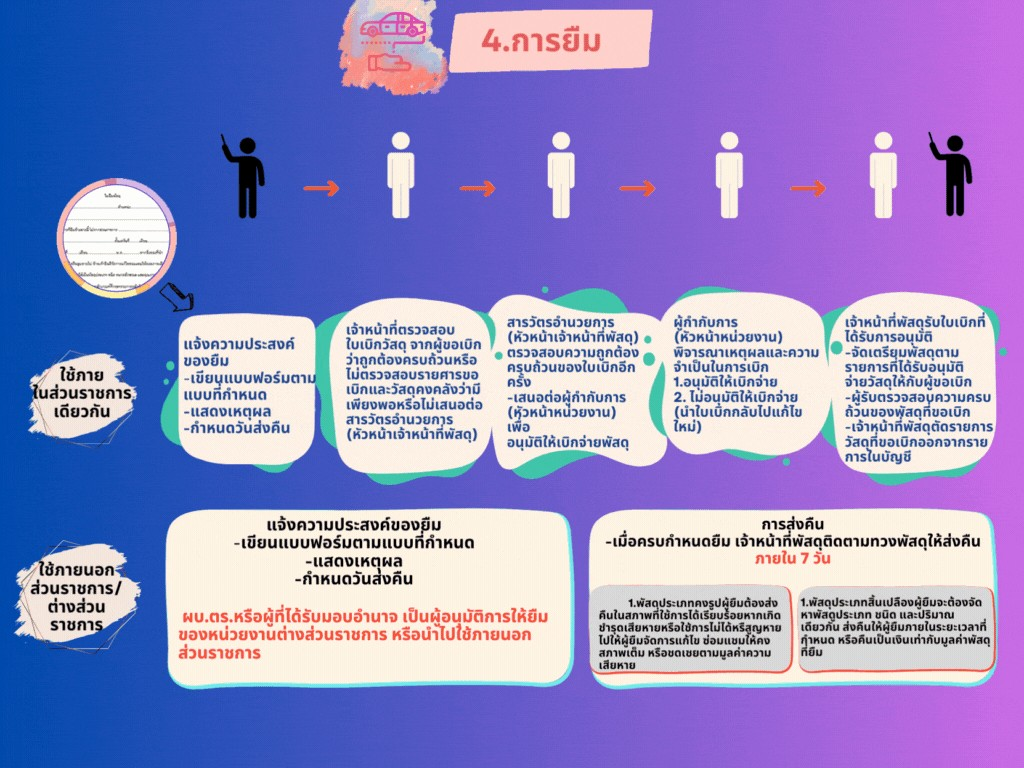 4.การยืม
ใช้ภาย
ในส่วนราชการ
เดียวกัน
แจ้งความประสงค์
ของยืม
-เขียนแบบฟอร์มตาม
แบบที่กำหนด
-แสดงเหตุผล
-กำหนดวันส่งคืน
เจ้าหน้าที่ตรวจสอบ
ใบเบิกวัสดุ จากผู้ขอเบิก
ว่าถูกต้องครบถ้วนหรือ
ไม่ตรวจสอบรายศารขอ
เบิกและวัสดุคงคลังว่ามี
เพียงพอหรือไม่เสนอต่อ
สารวัตรอำนวยการ
(หัวหน้าเจ้าหน้าที่พัสดุ)
สารวัตรอำนวยการ
(หัวหน้าเจ้าหน้าที่พัสดุ)
ตรวจสอบความถูกต้อง
ครบถ้วนของใบเบิกอีก
ครั้ง
-เสนอต่อผู้กำกับการ
(หัวหน้าหน่วยงาน)
เพื่อ
อนุมัติให้เบิกจ่ายพัสดุ
ผู้กำกับการ
(หัวหน้าหน่วยงาน)
พิจารณาเหตุผลและความ
จำเป็นในการเบิก
1.อนุมัติให้เบิกจ่าย
2. ไม่อนุมัติให้เบิกจ่าย
(นำใบเบิกกลับไปแก้ไข
ใหม่)
เจ้าหน้าที่พัสดุรับใบเบิกที่
ได้รับการอนุมัติ
-จัดเตรียมพัสดุตาม
รายการที่ได้รับอนุมัติ
จ่ายวัสดุให้กับผู้ขอเบิก
-ผู้รับตรวจสอบความครบ
ถ้วนของพัสดุที่ขอเบิก
-เจ้าหน้าที่พัสดุตัดรายการ
วัสดุที่ขอเบิกออกจากราย
การในบัญชี
ใช้ภายนอก
ส่วนราชการ/
ต่างส่วน
ราชการ
แจ้งความประสงค์ของยืม
-เขียนแบบฟอร์มตามแบบที่กำหนด
-แสดงเหตุผล
-กำหนดวันส่งคืน
ผบ.ตร.หรือผู้ที่ได้รับมอบอำนาจ เป็นผู้อนุมัติการให้ยืม
ของหน่วยงานต่างส่วนราชการ หรือนำไปใช้ภายนอก
ส่วนราชการ
การส่งคืน
-เมื่อครบกำหนดยืม เจ้าหน้าที่พัสดุติดตามทวงพัสดุให้ส่งคืน
ภายใน 7 วัน
1.พัสดุประเภทคงรูปผู้ยืมต้องส่ง
คืนในสภาพที่ใช้การได้เรียบร้อยหากเกิด
ชำรุดเสียหายหรือใช้การไม่ได้หรืสูญหาย
ไปให้ผู้ยืมจัดการแก้ไข ซ่อมแซมให้คง
สภาพเดิม หรือชดเชยตามมูลค่าความ
เสียหาย
1.พัสดุประเภทสิ้นเปลืองผู้ยืมจะต้องจัด
หาพัสดุประเภท ชนิด และปริมาณ
เดียวกัน ส่งคืนให้ผู้ยืมภายในระยะเวลาที่
กำหนด หรือคืนเป็นเงินเท่ากับมูลค่าพัสดุ
ที่ยืม